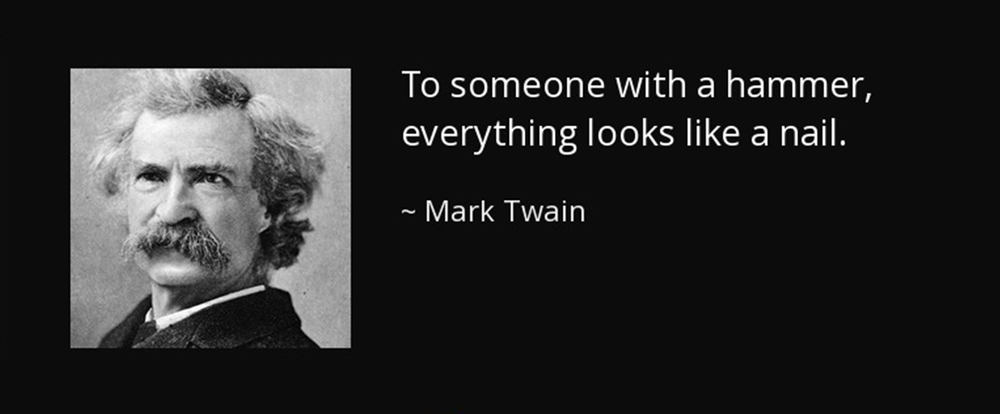 To someone with a hammer,
everything looks like a nail.
~ Mark Twain